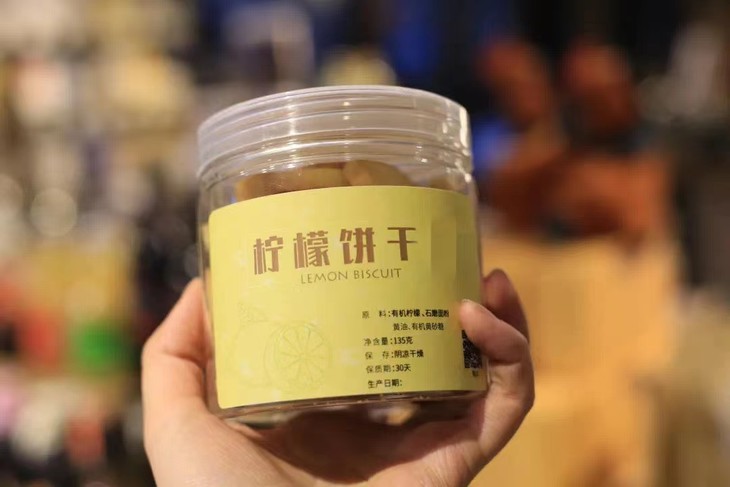 柠檬饼干
LEMON BISCUIT
原 料:有机柠檬、石磨面粉
黄油、有机黄砂糖
净含量:135克
保 存:阴凉干燥
保质期:30天
生产日期: